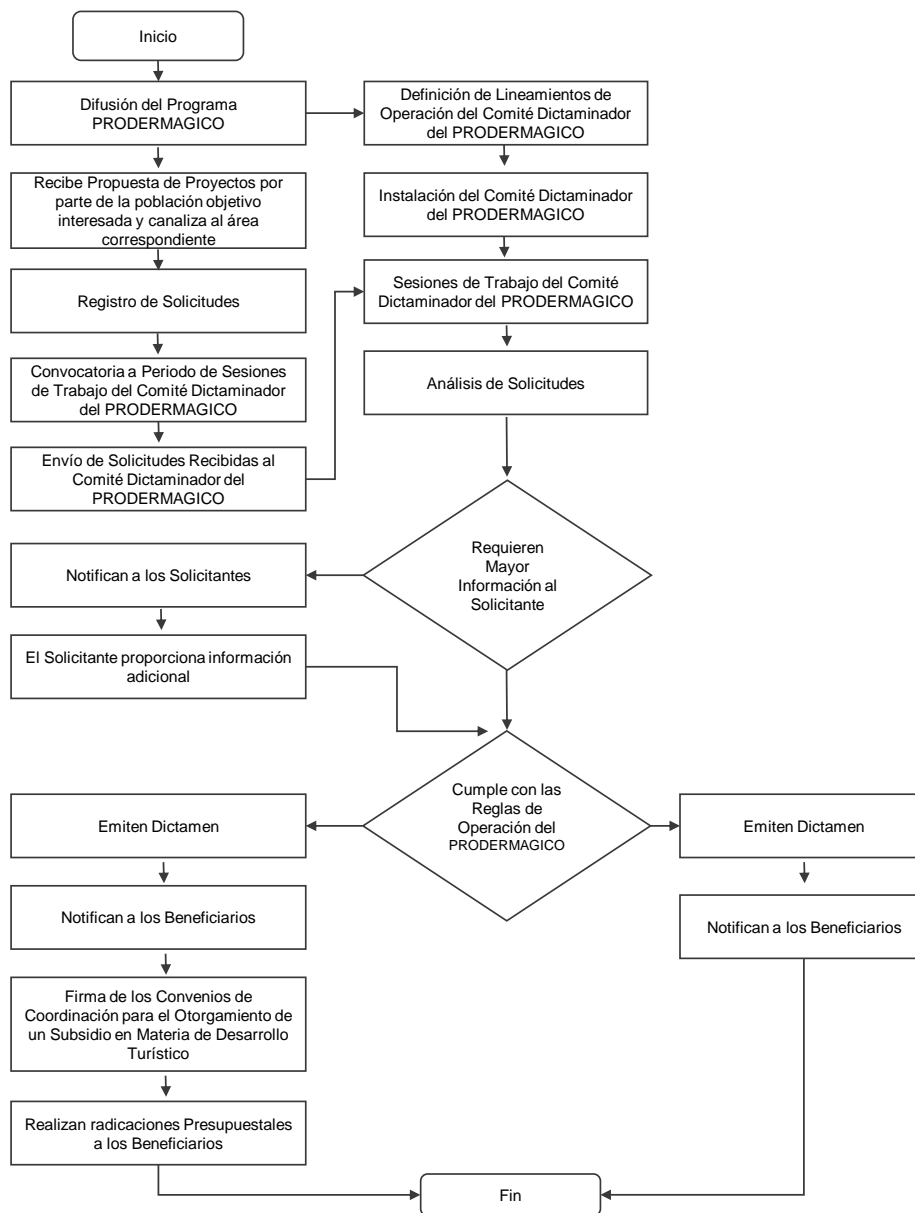 Inicio
Difusión del Programa
PRODERMAGICO
Definición de Lineamientos de
Operación del Comité Dictaminador
del PRODERMAGICO
Recibe Propuesta de Proyectos por
parte de la población objetivo
interesada y canaliza al área
correspondiente
Instalación del Comité Dictaminador
del PRODERMAGICO
Registro de Solicitudes
Sesiones de Trabajo del Comité
Dictaminador del PRODERMAGICO
Convocatoria a Periodo de Sesiones
de Trabajo del Comité Dictaminador
del PRODERMAGICO
Análisis de Solicitudes
Envío de Solicitudes Recibidas al
Comité Dictaminador del
PRODERMAGICO
Requieren
Mayor
Información al
Solicitante
Notifican a los Solicitantes
El Solicitante proporciona información
adicional
Cumple con las
Reglas de
Operación del
PRODERMAGICO
Emiten Dictamen
Emiten Dictamen
Notifican a los Beneficiarios
Notifican a los Beneficiarios
Firma de los Convenios de
Coordinación para el Otorgamiento de
un Subsidio en Materia de Desarrollo
Turístico
Realizan radicaciones Presupuestales
a los Beneficiarios
Fin